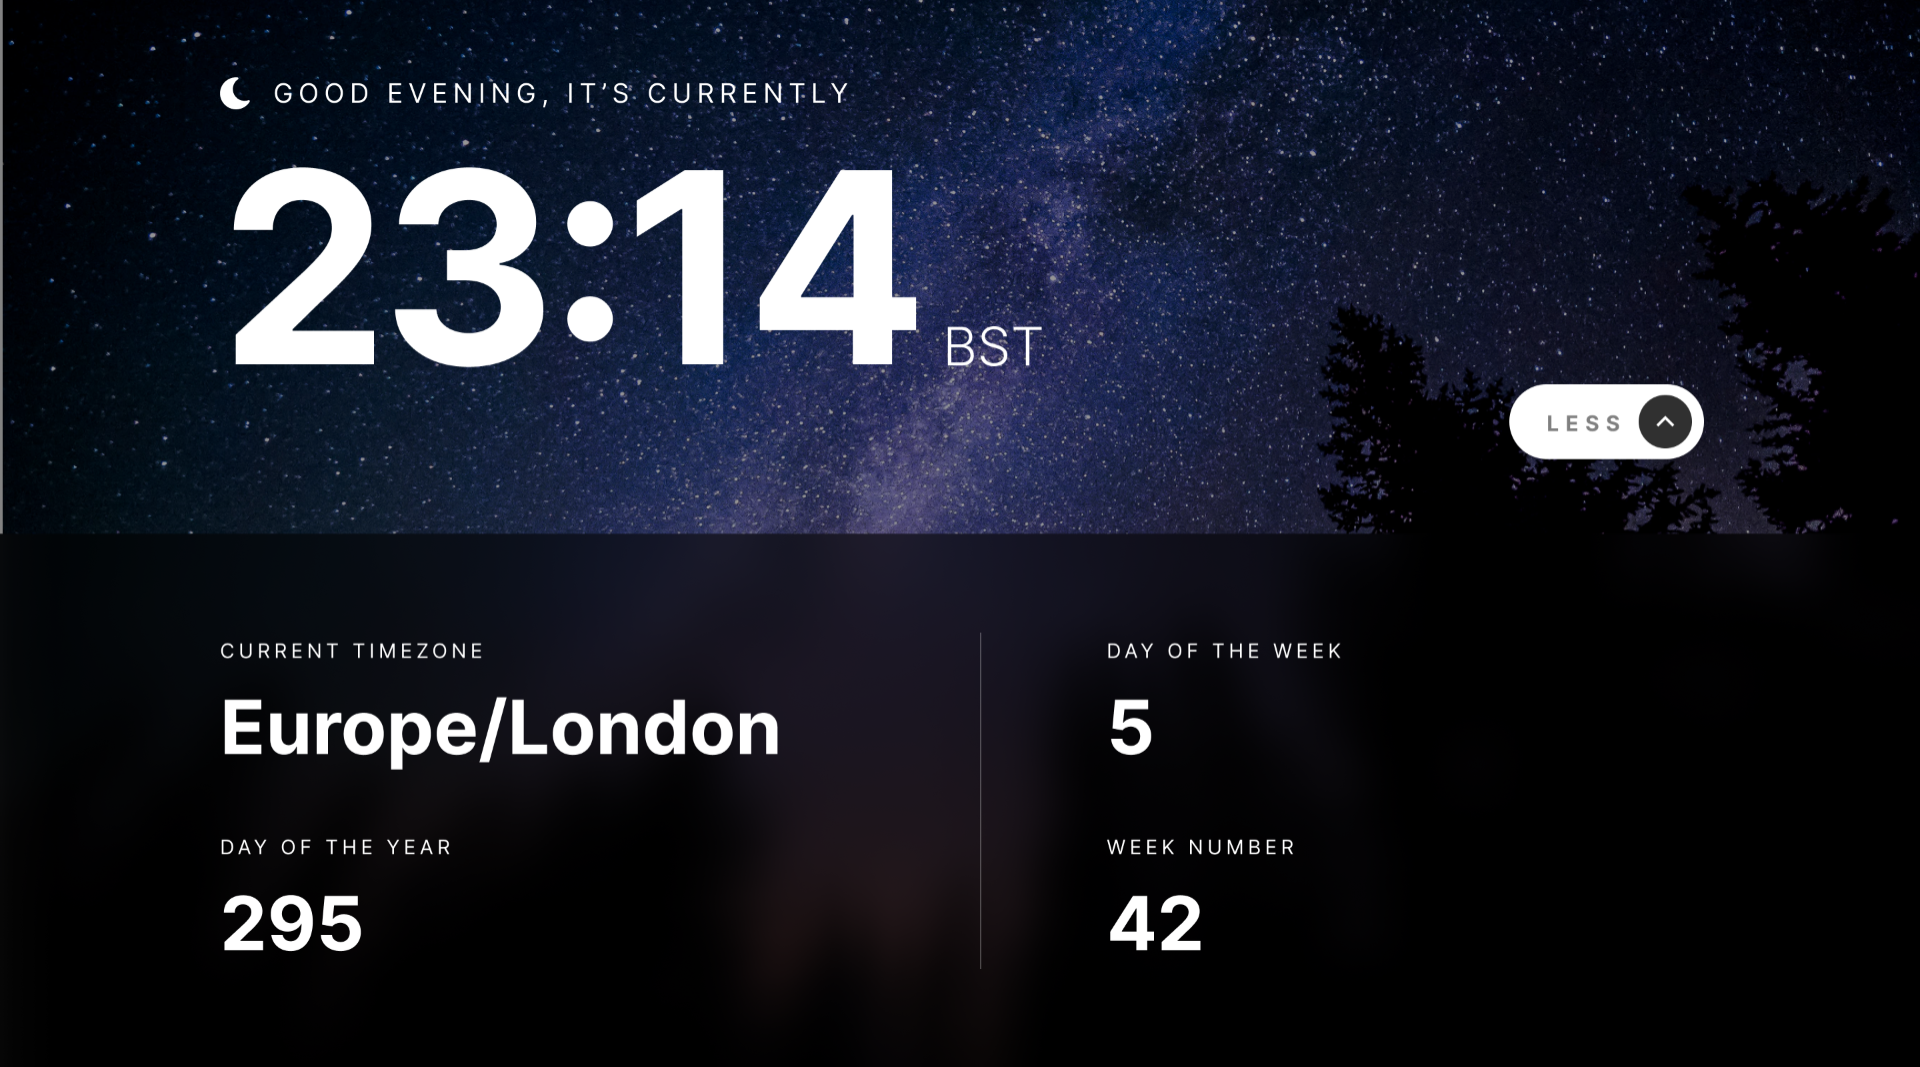 GOOD EVENING, IT’S CURRENTLY
23:14 BST
LESS
CURRENT TIMEZONE
Europe/London
DAY OF THE YEAR
295
DAY OF THE WEEK
5
WEEK NUMBER
42